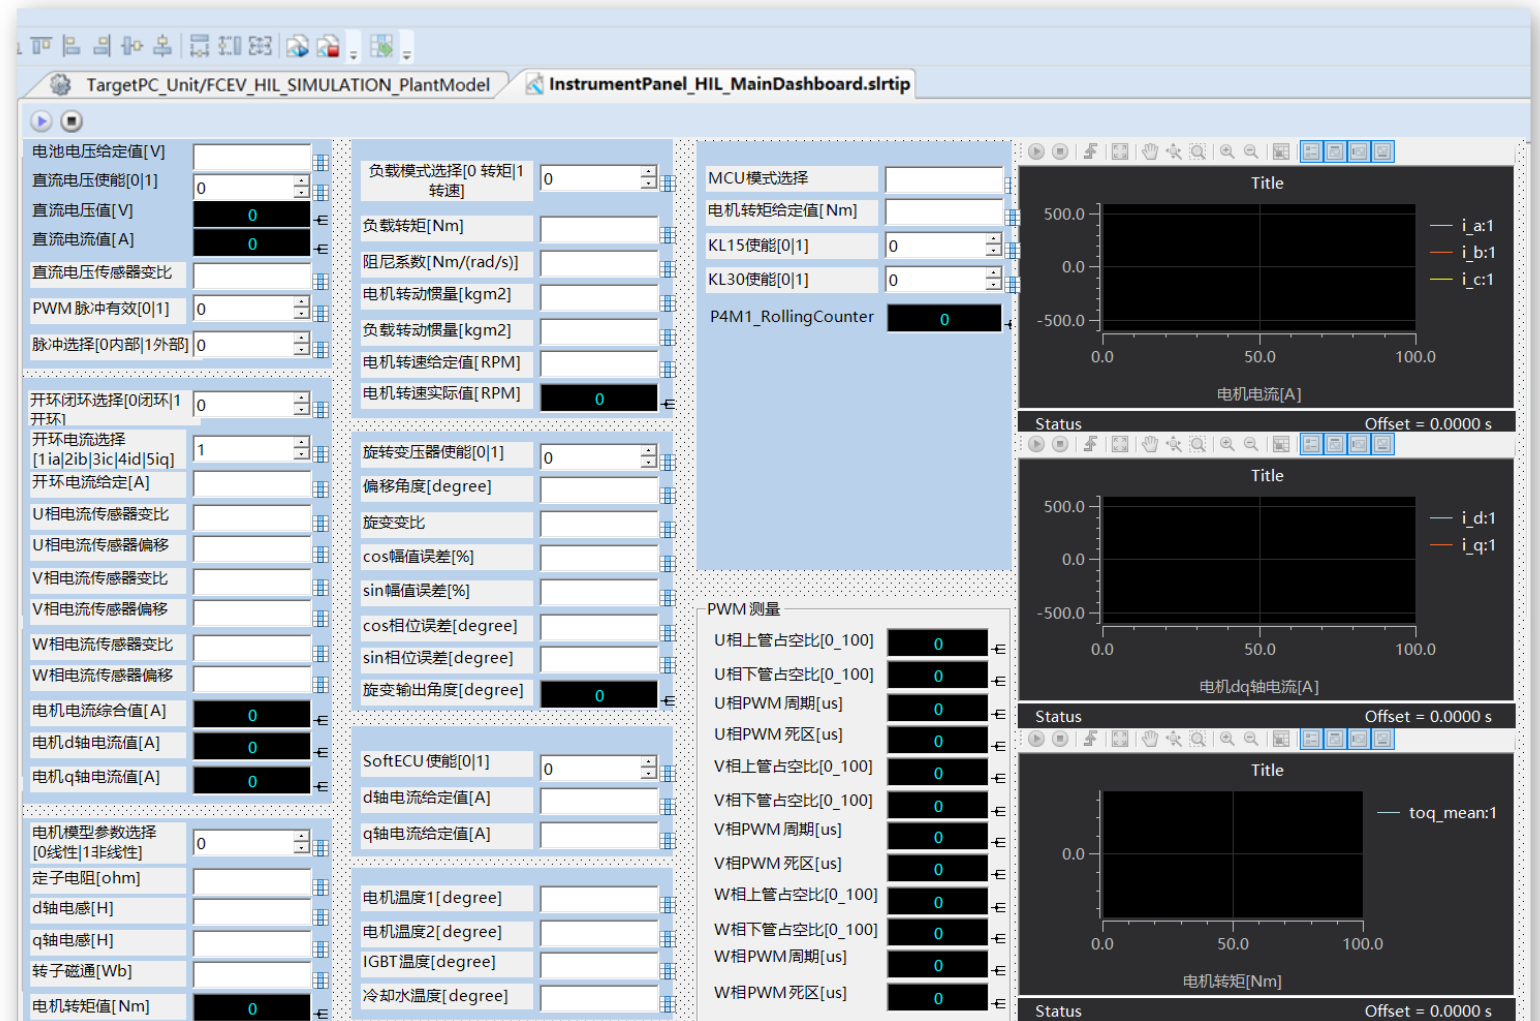 TargetPC_Unit/FCEV_HIL_SIMULATION_PlantModel
InstrumentPanel_HIL_MainDashboard.slrtip
电池电压给定值[V]
直流电压使能[0|1]
0
直流电压值[V]
0
直流电流值[A]
0
直流电压传感器变比
PWM脉冲有效[0|1]
0
脉冲选择[0内部|1外部]
0
开环闭环选择[0闭环|1
开环]
0
开环电流选择
[1ia|2ib|3ic|4id|5iq]
1
开环电流给定[A]
U相电流传感器变比
U相电流传感器偏移
V相电流传感器变比
V相电流传感器偏移
W相电流传感器变比
W相电流传感器偏移
电机电流综合值[A]
0
电机d轴电流值[A]
0
电机q轴电流值[A]
0
电机模型参数选择
[0线性|1非线性]
0
定子电阻[ohm]
d轴电感[H]
q轴电感[H]
转子磁通[Wb]
电机转矩值[Nm]
0
负载模式选择[0 转矩|1
转速]
0
负载转矩[Nm]
阻尼系数[Nm/(rad/s)]
电机转动惯量[kgm2]
负载转动惯量[kgm2]
电机转速给定值[RPM]
电机转速实际值[RPM]
0
旋转变压器使能[0|1]
0
偏移角度[degree]
旋变变比
cos幅值误差[%]
sin幅值误差[%]
cos相位误差[degree]
sin相位误差[degree]
旋变输出角度[degree]
0
SoftECU使能[0|1]
0
d轴电流给定值[A]
q轴电流给定值[A]
电机温度1[degree]
电机温度2[degree]
IGBT温度[degree]
冷却水温度[degree]
MCU模式选择
电机转矩给定值[Nm]
KL15使能[0|1]
0
KL30使能[0|1]
0
P4M1_RollingCounter
0
PWM测量
U相上管占空比[0_100]
0
U相下管占空比[0_100]
0
U相PWM周期[us]
0
U相PWM死区[us]
0
V相上管占空比[0_100]
0
V相下管占空比[0_100]
0
V相PWM周期[us]
0
V相PWM死区[us]
0
W相上管占空比[0_100]
0
W相下管占空比[0_100]
0
W相PWM周期[us]
0
W相PWM死区[us]
0
Title
500.0
0.0
-500.0
0.0 50.0 100.0
i_a:1
i_b:1
i_c:1
电机电流[A]
Status Offset = 0.0000 s
Title
500.0
0.0
-500.0
0.0 50.0 100.0
i_d:1
i_q:1
电机dq轴电流[A]
Status Offset = 0.0000 s
Title
toq_mean:1
0.0
0.0 50.0 100.0
电机转矩[Nm]
Status Offset = 0.0000 s